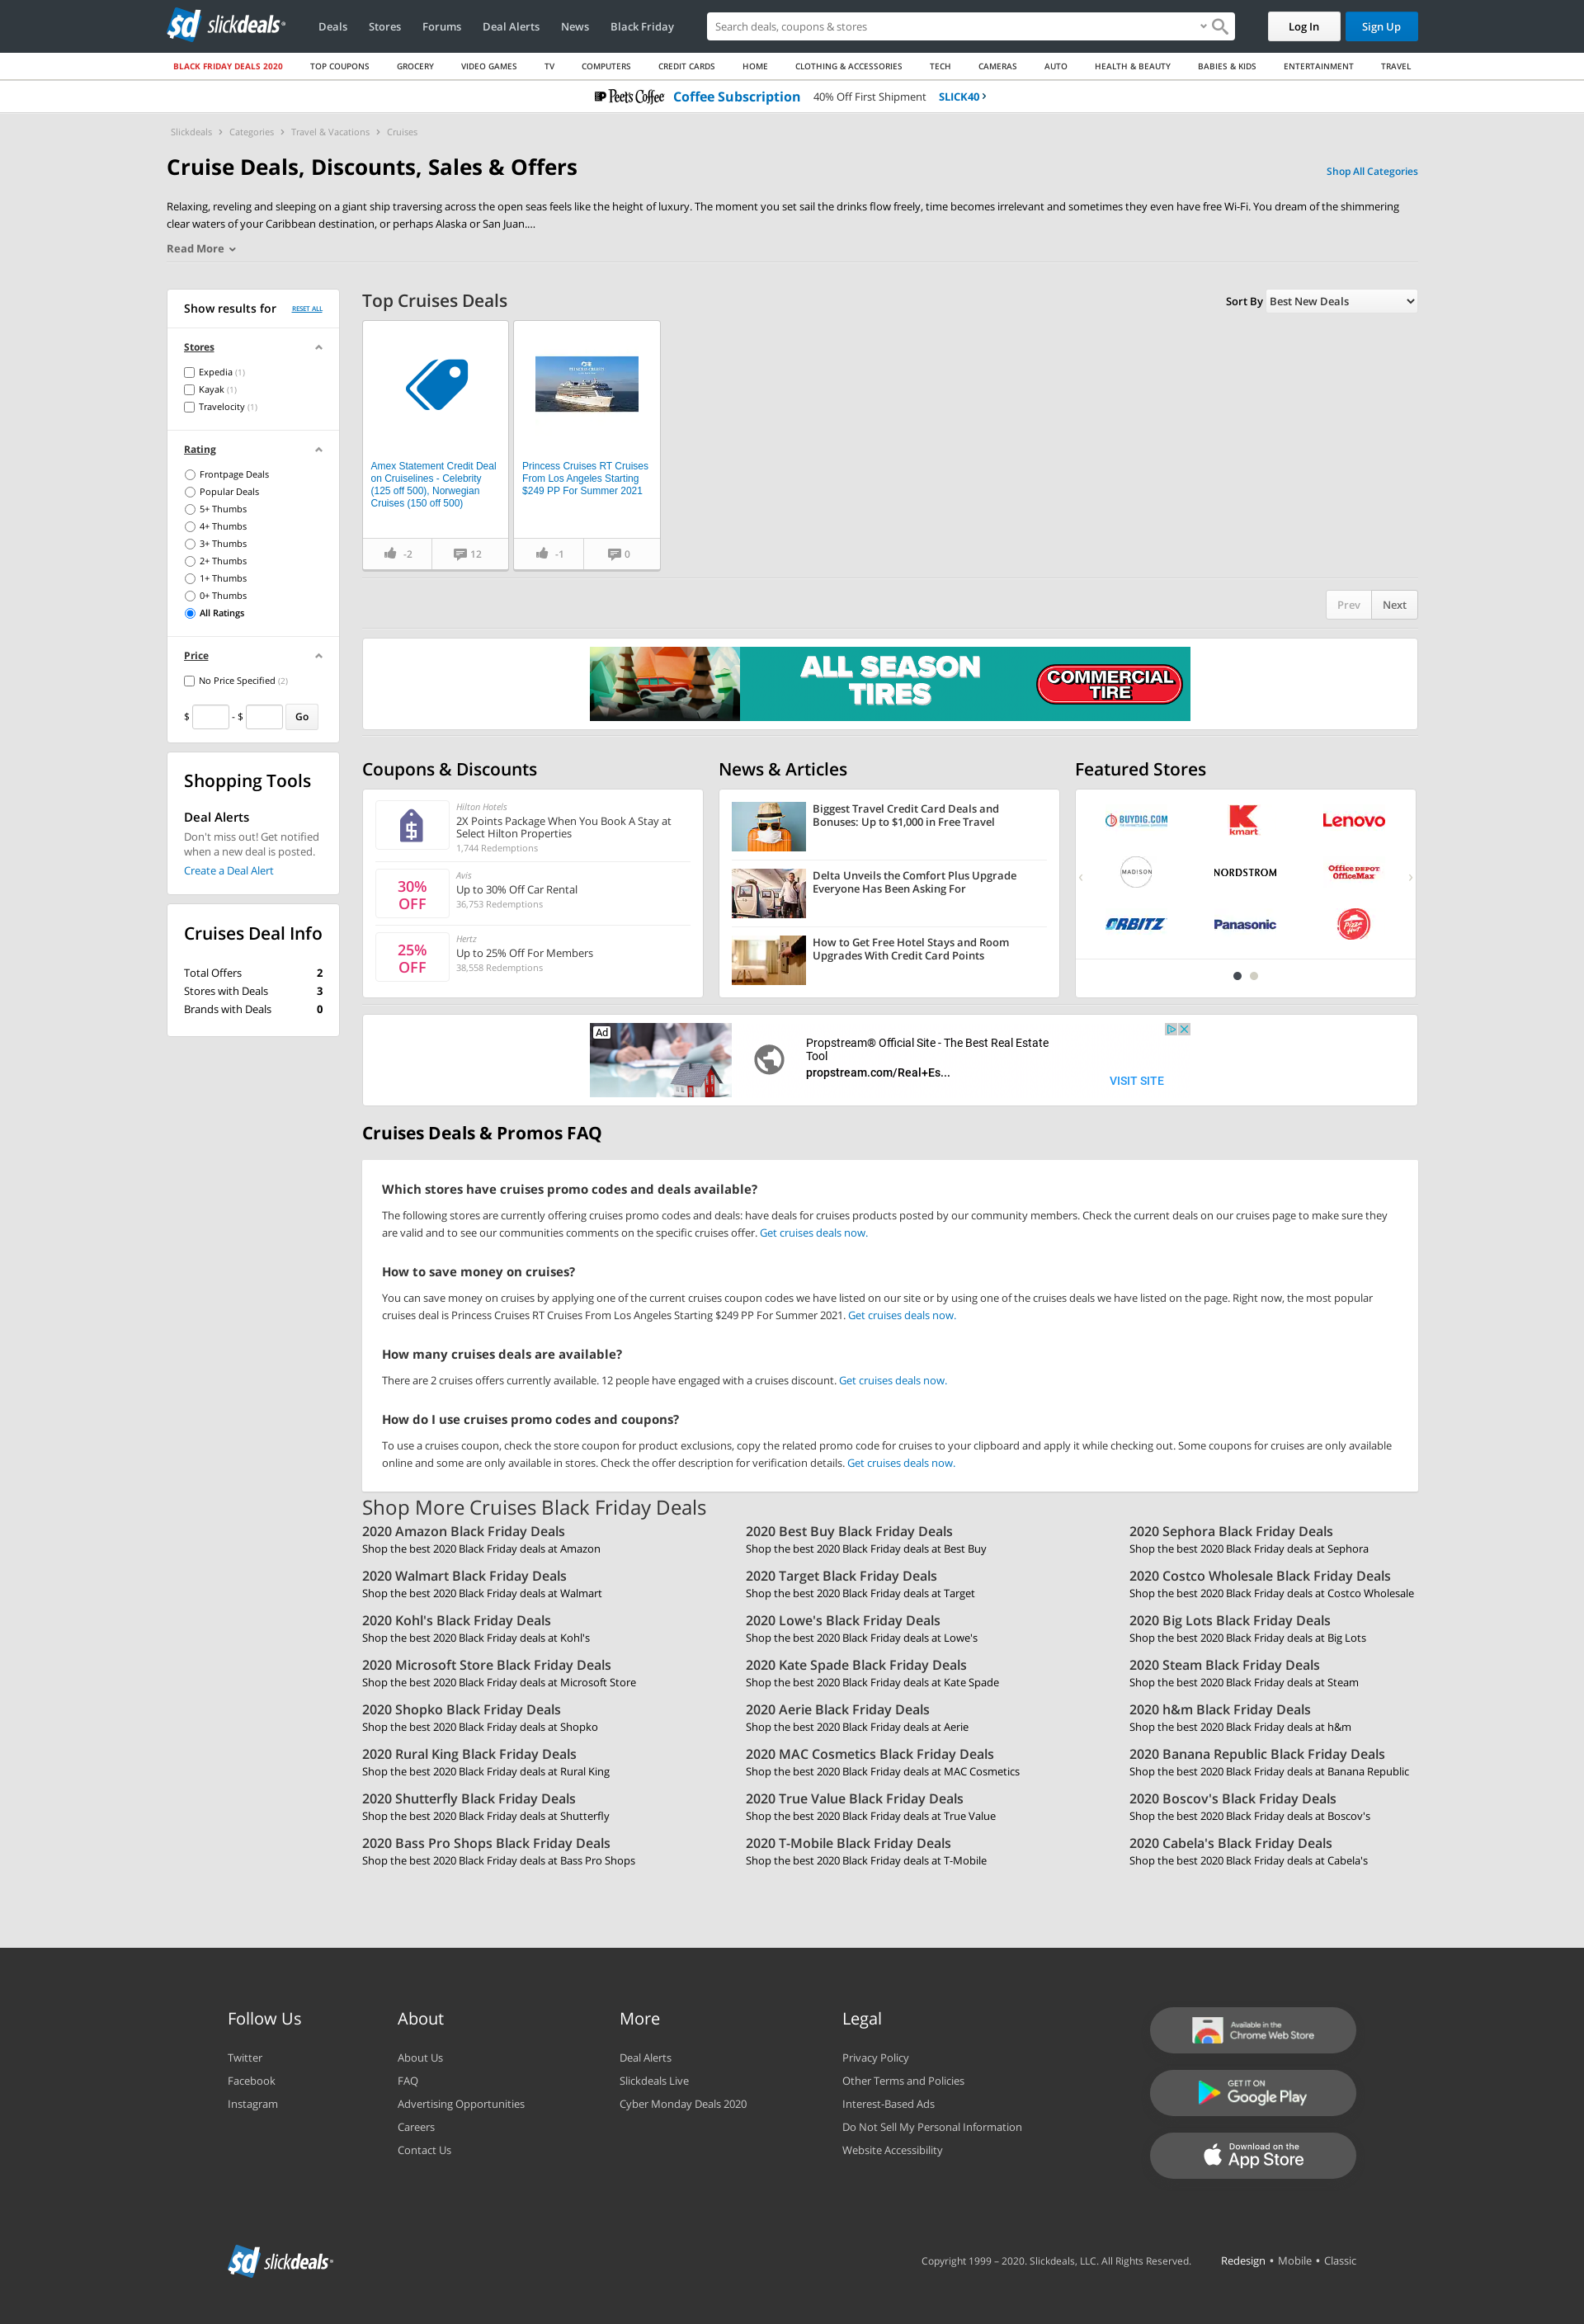 slickdeals
Deals
Stores
Forums
Deal Alerts
News
Black Friday
Search deals, coupons & stores
Log In
Sign Up
BLACK FRIDAY DEALS 2020
TOP COUPONS
GROCERY
VIDEO GAMES
TV
COMPUTERS
CREDIT CARDS
HOME
CLOTHING & ACCESSORIES
TECH
CAMERAS
AUTO
HEALTH & BEAUTY
BABIES & KIDS
ENTERTAINMENT
TRAVEL
Peet's Coffee Coffee Subscription 40% Off First Shipment SLICK40 ›
Slickdeals › Categories › Travel & Vacations › Cruises
Cruise Deals, Discounts, Sales & Offers
Shop All Categories
Relaxing, reveling and sleeping on a giant ship traversing across the open seas feels like the height of luxury. The moment you set sail the drinks flow freely, time becomes irrelevant and sometimes they even have free Wi-Fi. You dream of the shimmering
clear waters of your Caribbean destination, or perhaps Alaska or San Juan....
Read More
Show results for
RESET ALL
Stores
Expedia (1)
Kayak (1)
Travelocity (1)
Rating
Frontpage Deals
Popular Deals
5+ Thumbs
4+ Thumbs
3+ Thumbs
2+ Thumbs
1+ Thumbs
0+ Thumbs
All Ratings
Price
No Price Specified (2)
$ - $ Go
Shopping Tools
Deal Alerts
Don't miss out! Get notified
when a new deal is posted.
Create a Deal Alert
Cruises Deal Info
Total Offers 2
Stores with Deals 3
Brands with Deals 0
Top Cruises Deals
Sort By Best New Deals
Amex Statement Credit Deal
on Cruiselines - Celebrity
(125 off 500), Norwegian
Cruises (150 off 500)
-2
12
Princess Cruises RT Cruises
From Los Angeles Starting
$249 PP For Summer 2021
-1
0
Prev
Next
ALL SEASON
TIRES
COMMERCIAL
TIRE
Coupons & Discounts
Hilton Hotels
2X Points Package When You Book A Stay at
Select Hilton Properties
1,744 Redemptions
30%
OFF
Avis
Up to 30% Off Car Rental
36,753 Redemptions
25%
OFF
Hertz
Up to 25% Off For Members
38,558 Redemptions
News & Articles
Biggest Travel Credit Card Deals and
Bonuses: Up to $1,000 in Free Travel
Delta Unveils the Comfort Plus Upgrade
Everyone Has Been Asking For
How to Get Free Hotel Stays and Room
Upgrades With Credit Card Points
Featured Stores
BUYDIG.COM
kmart
Lenovo
MADISON
NORDSTROM
Office DEPOT
OfficeMax
ORBITZ
Panasonic
Pizza Hut
Ad
Propstream® Official Site - The Best Real Estate
Tool
propstream.com/Real+Es...
VISIT SITE
Cruises Deals & Promos FAQ
Which stores have cruises promo codes and deals available?
The following stores are currently offering cruises promo codes and deals: have deals for cruises products posted by our community members. Check the current deals on our cruises page to make sure they
are valid and to see our communities comments on the specific cruises offer. Get cruises deals now.
How to save money on cruises?
You can save money on cruises by applying one of the current cruises coupon codes we have listed on our site or by using one of the cruises deals we have listed on the page. Right now, the most popular
cruises deal is Princess Cruises RT Cruises From Los Angeles Starting $249 PP For Summer 2021. Get cruises deals now.
How many cruises deals are available?
There are 2 cruises offers currently available. 12 people have engaged with a cruises discount. Get cruises deals now.
How do I use cruises promo codes and coupons?
To use a cruises coupon, check the store coupon for product exclusions, copy the related promo code for cruises to your clipboard and apply it while checking out. Some coupons for cruises are only available
online and some are only available in stores. Check the offer description for verification details. Get cruises deals now.
Shop More Cruises Black Friday Deals
2020 Amazon Black Friday Deals
Shop the best 2020 Black Friday deals at Amazon
2020 Best Buy Black Friday Deals
Shop the best 2020 Black Friday deals at Best Buy
2020 Sephora Black Friday Deals
Shop the best 2020 Black Friday deals at Sephora
2020 Walmart Black Friday Deals
Shop the best 2020 Black Friday deals at Walmart
2020 Target Black Friday Deals
Shop the best 2020 Black Friday deals at Target
2020 Costco Wholesale Black Friday Deals
Shop the best 2020 Black Friday deals at Costco Wholesale
2020 Kohl's Black Friday Deals
Shop the best 2020 Black Friday deals at Kohl's
2020 Lowe's Black Friday Deals
Shop the best 2020 Black Friday deals at Lowe's
2020 Big Lots Black Friday Deals
Shop the best 2020 Black Friday deals at Big Lots
2020 Microsoft Store Black Friday Deals
Shop the best 2020 Black Friday deals at Microsoft Store
2020 Kate Spade Black Friday Deals
Shop the best 2020 Black Friday deals at Kate Spade
2020 Steam Black Friday Deals
Shop the best 2020 Black Friday deals at Steam
2020 Shopko Black Friday Deals
Shop the best 2020 Black Friday deals at Shopko
2020 Aerie Black Friday Deals
Shop the best 2020 Black Friday deals at Aerie
2020 h&m Black Friday Deals
Shop the best 2020 Black Friday deals at h&m
2020 Rural King Black Friday Deals
Shop the best 2020 Black Friday deals at Rural King
2020 MAC Cosmetics Black Friday Deals
Shop the best 2020 Black Friday deals at MAC Cosmetics
2020 Banana Republic Black Friday Deals
Shop the best 2020 Black Friday deals at Banana Republic
2020 Shutterfly Black Friday Deals
Shop the best 2020 Black Friday deals at Shutterfly
2020 True Value Black Friday Deals
Shop the best 2020 Black Friday deals at True Value
2020 Boscov's Black Friday Deals
Shop the best 2020 Black Friday deals at Boscov's
2020 Bass Pro Shops Black Friday Deals
Shop the best 2020 Black Friday deals at Bass Pro Shops
2020 T-Mobile Black Friday Deals
Shop the best 2020 Black Friday deals at T-Mobile
2020 Cabela's Black Friday Deals
Shop the best 2020 Black Friday deals at Cabela's
Follow Us
Twitter
Facebook
Instagram
About
About Us
FAQ
Advertising Opportunities
Careers
Contact Us
More
Deal Alerts
Slickdeals Live
Cyber Monday Deals 2020
Legal
Privacy Policy
Other Terms and Policies
Interest-Based Ads
Do Not Sell My Personal Information
Website Accessibility
Available in the
Chrome Web Store
GET IT ON
Google Play
Download on the
App Store
slickdeals
Copyright 1999 – 2020. Slickdeals, LLC. All Rights Reserved.
Redesign • Mobile • Classic